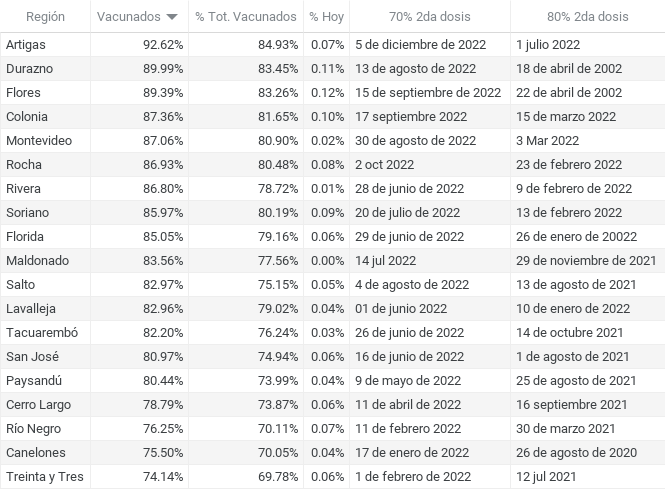 Región Vacunados % Tot. Vacunados % Hoy 70% 2da dosis 80% 2da dosis
Artigas 92.62% 84.93% 0.07% 5 de diciembre de 2022 1 julio 2022
Durazno 89.99% 83.45% 0.11% 13 de agosto de 2022 18 de abril de 2002
Flores 89.39% 83.26% 0.12% 15 de septiembre de 2022 22 de abril de 2002
Colonia 87.36% 81.65% 0.10% 17 septiembre 2022 15 de marzo 2022
Montevideo 87.06% 80.90% 0.02% 30 de agosto de 2022 3 Mar 2022
Rocha 86.93% 80.48% 0.08% 2 oct 2022 23 de febrero 2022
Rivera 86.80% 78.72% 0.01% 28 de junio de 2022 9 de febrero de 2022
Soriano 85.97% 80.19% 0.09% 20 de julio de 2022 13 de febrero 2022
Florida 85.05% 79.16% 0.06% 29 de junio de 2022 26 de enero de 20022
Maldonado 83.56% 77.56% 0.00% 14 jul 2022 29 de noviembre de 2021
Salto 82.97% 75.15% 0.05% 4 de agosto de 2022 13 de agosto de 2021
Lavalleja 82.96% 79.02% 0.04% 01 de junio 2022 10 de enero de 2022
Tacuarembó 82.20% 76.24% 0.03% 26 de junio de 2022 14 de octubre 2021
San José 80.97% 74.94% 0.06% 16 de junio de 2022 1 de agosto de 2021
Paysandú 80.44% 73.99% 0.04% 9 de mayo de 2022 25 de agosto de 2021
Cerro Largo 78.79% 73.87% 0.06% 11 de abril de 2022 16 septiembre 2021
Río Negro 76.25% 70.11% 0.07% 11 de febrero de 2022 30 de marzo 2021
Canelones 75.50% 70.05% 0.04% 17 de enero de 2022 26 de agosto de 2020
Treinta y Tres 74.14% 69.78% 0.06% 1 de febrero de 2022 12 jul 2021